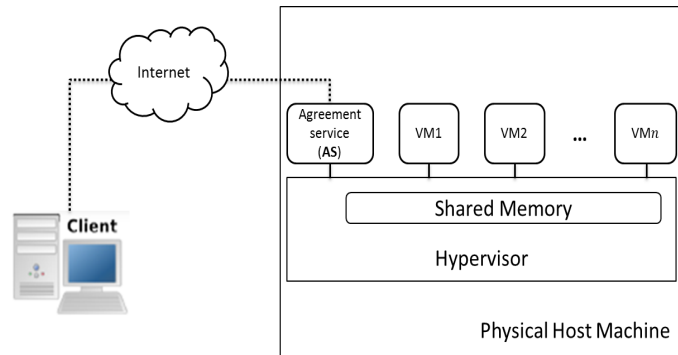 Internet
Agreement
service
(AS)
VM1
VM2
...
VMn
Shared Memory
Client
Hypervisor
Physical Host Machine